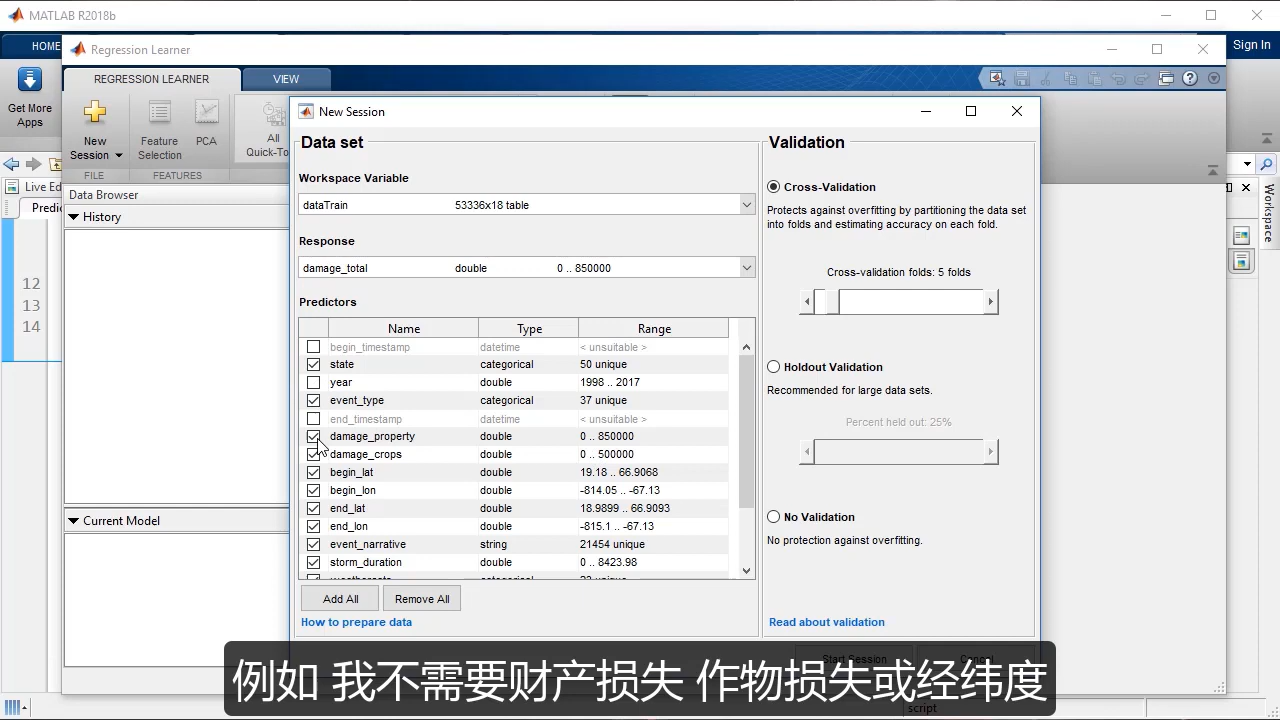 MATLAB R2018b
HOME
Sign In
Regression Learner
REGRESSION LEARNER
VIEW
Get More
Apps
New
Session
Feature
Selection
PCA
All
Quick-To
FILE
FEATURES
Live Ed
Predi
Data Browser
History
Current Model
12
13
14
Workspace
New Session
Data set
Workspace Variable
dataTrain 53336x18 table
Response
damage_total double 0 .. 850000
Predictors
Name Type Range
begin_timestamp datetime < unsuitable >
state categorical 50 unique
year double 1998 .. 2017
event_type categorical 37 unique
end_timestamp datetime < unsuitable >
damage_property double 0 .. 850000
damage_crops double 0 .. 500000
begin_lat double 19.18 .. 66.9068
begin_lon double -814.05 .. -67.13
end_lat double 18.9899 .. 66.9093
end_lon double -815.1 .. -67.13
event_narrative string 21454 unique
storm_duration double 0 .. 8423.98
Add All
Remove All
How to prepare data
Validation
Cross-Validation
Protects against overfitting by partitioning the data set
into folds and estimating accuracy on each fold.
Cross-validation folds: 5 folds
Holdout Validation
Recommended for large data sets.
Percent held out: 25%
No Validation
No protection against overfitting.
Read about validation
Start Session
Cancel
例如 我不需要财产损失 作物损失或经纬度
script